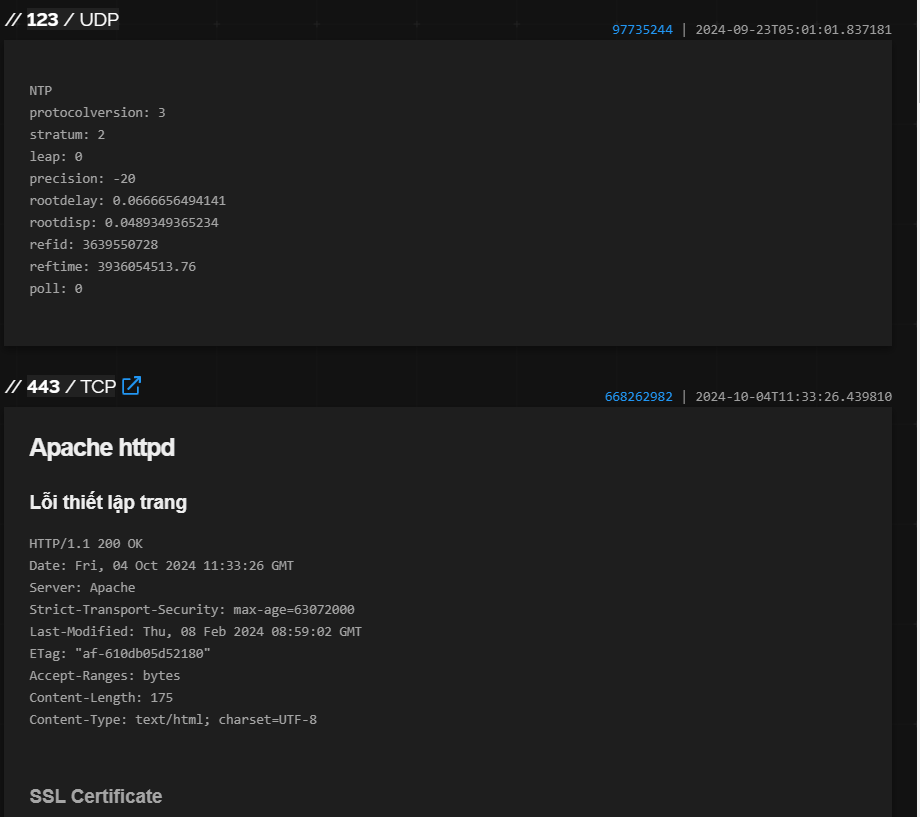 // 123 / UDP
97735244 | 2024-09-23T05:01:01.837181
NTP
protocolversion: 3
stratum: 2
leap: 0
precision: -20
rootdelay: 0.0666656494141
rootdisp: 0.0489349365234
refid: 3639550728
reftime: 3936054513.76
poll: 0
// 443 / TCP
668262982 | 2024-10-04T11:33:26.439810
Apache httpd
Lỗi thiết lập trang
HTTP/1.1 200 OK
Date: Fri, 04 Oct 2024 11:33:26 GMT
Server: Apache
Strict-Transport-Security: max-age=63072000
Last-Modified: Thu, 08 Feb 2024 08:59:02 GMT
ETag: "af-610db05d52180"
Accept-Ranges: bytes
Content-Length: 175
Content-Type: text/html; charset=UTF-8
SSL Certificate